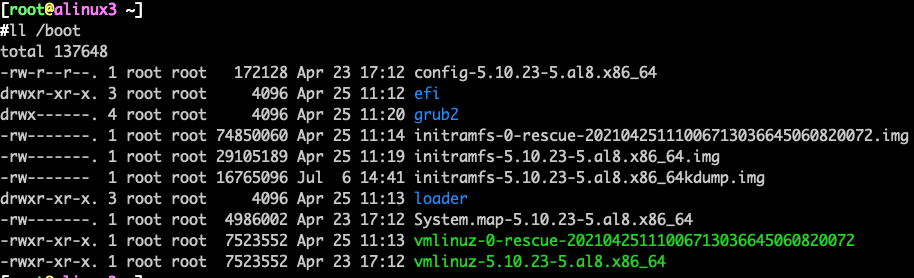 [root@alinux3 ~]
#ll /boot
total 137648
-rw-r--r--. 1 root root   172128 Apr 23 17:12 config-5.10.23-5.al8.x86_64
drwxr-xr-x. 3 root root     4096 Apr 25 11:12 efi
drwx------. 4 root root     4096 Apr 25 11:20 grub2
-rw-------. 1 root root 74850060 Apr 25 11:14 initramfs-0-rescue-20210425111006713036645060820072.img
-rw-------. 1 root root 29105189 Apr 25 11:19 initramfs-5.10.23-5.al8.x86_64.img
-rw-------  1 root root 16765096 Jul  6 14:41 initramfs-5.10.23-5.al8.x86_64kdump.img
drwxr-xr-x. 3 root root     4096 Apr 25 11:13 loader
-rw-------. 1 root root  4986002 Apr 23 17:12 System.map-5.10.23-5.al8.x86_64
-rwxr-xr-x. 1 root root  7523552 Apr 25 11:13 vmlinuz-0-rescue-20210425111006713036645060820072
-rwxr-xr-x. 1 root root  7523552 Apr 23 17:12 vmlinuz-5.10.23-5.al8.x86_64